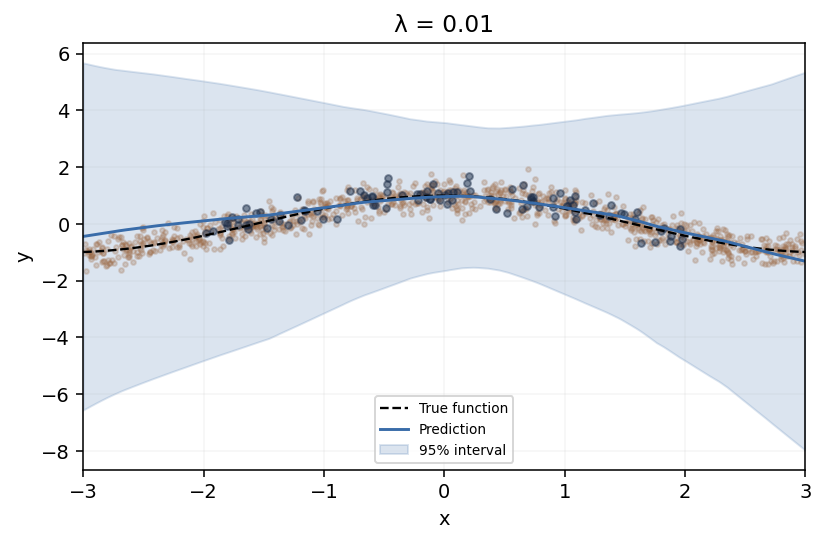 λ = 0.01
6
4
2
0
−2
−4
−6
−8
y
True function
Prediction
95% interval
−3 −2 −1 0 1 2 3
x